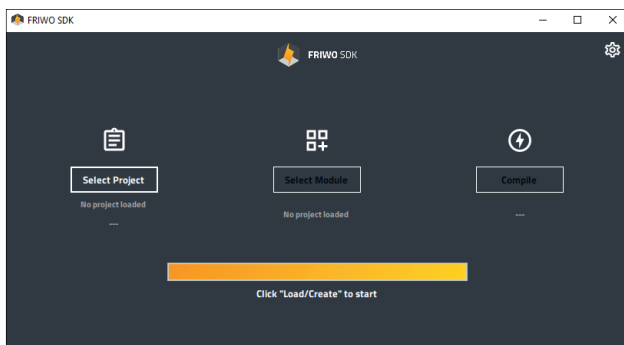 FRIWO SDK
FRIWO SDK
Select Project
Select Module
Compile
No project loaded
---
No project loaded
---
Click "Load/Create" to start